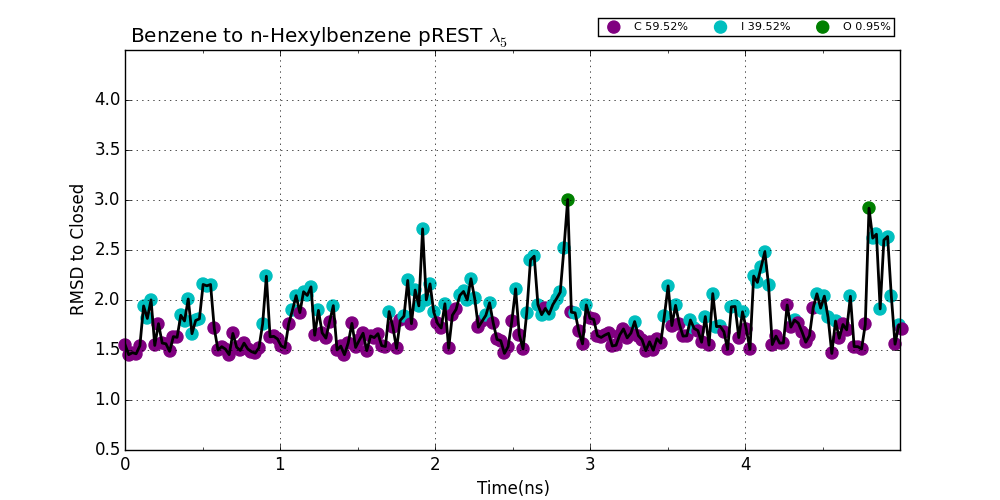 Benzene to n-Hexylbenzene pREST λ₅
C 59.52% I 39.52% O 0.95%
RMSD to Closed
4.0
3.5
3.0
2.5
2.0
1.5
1.0
0.5
0 1 2 3 4
Time(ns)